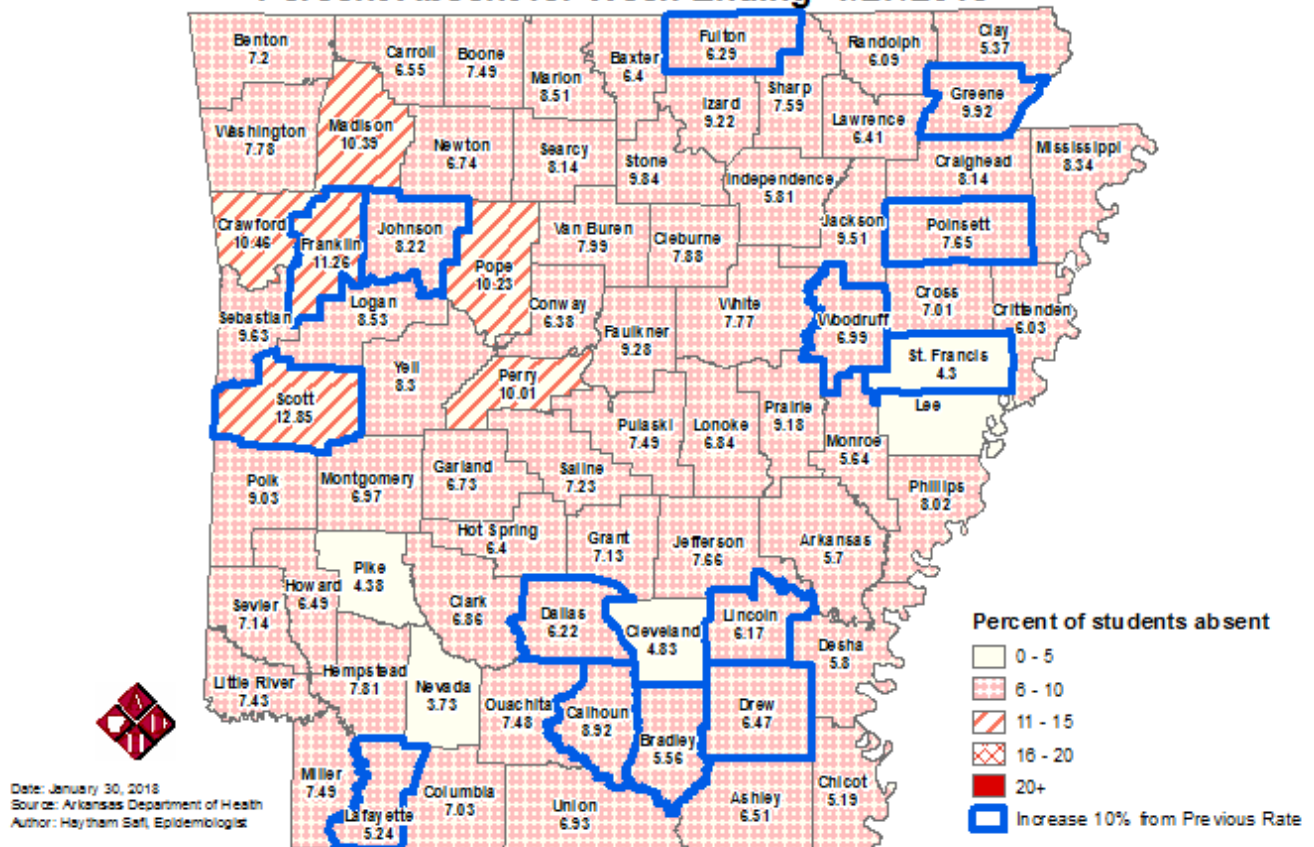 Benton
7.2
Carroll
6.55
Boone
7.49
Marion
8.51
Baxter
6.4
Fulton
6.29
Randolph
6.09
Clay
5.37
Izard
9.22
Sharp
7.59
Greene
9.92
Lawrence
6.41
Washington
7.78
Madison
10.39
Newton
6.74
Searcy
8.14
Stone
9.84
Independence
5.81
Craighead
8.14
Mississippi
8.34
Crawford
10.46
Franklin
11.26
Johnson
8.22
Pope
10.23
Van Buren
7.99
Cleburne
7.88
Jackson
9.51
Poinsett
7.65
Sebastian
9.63
Logan
8.53
Conway
6.38
Faulkner
9.28
White
7.77
Woodruff
6.99
Cross
7.01
Crittenden
6.03
St. Francis
4.3
Scott
12.85
Yell
8.3
Perry
10.01
Pulaski
7.49
Lonoke
6.84
Prairie
9.18
Monroe
5.64
Lee
Polk
9.03
Montgomery
6.97
Garland
6.73
Saline
7.23
Phillips
8.02
Hot Spring
6.4
Grant
7.13
Jefferson
7.66
Arkansas
5.7
Sevier
7.14
Howard
6.49
Pike
4.38
Clark
6.86
Dallas
6.22
Cleveland
4.83
Lincoln
6.17
Desha
5.8
Little River
7.43
Hempstead
7.81
Nevada
3.73
Ouachita
7.48
Calhoun
8.92
Bradley
5.56
Drew
6.47
Miller
7.49
Lafayette
5.24
Columbia
7.03
Union
6.93
Ashley
6.51
Chicot
5.19
Percent of students absent
0 - 5
6 - 10
11 - 15
16 - 20
20+
Increase 10% from Previous Rate
Date: January 30, 2018
Source: Arkansas Department of Health
Author: Haytham Safi, Epidemiologist